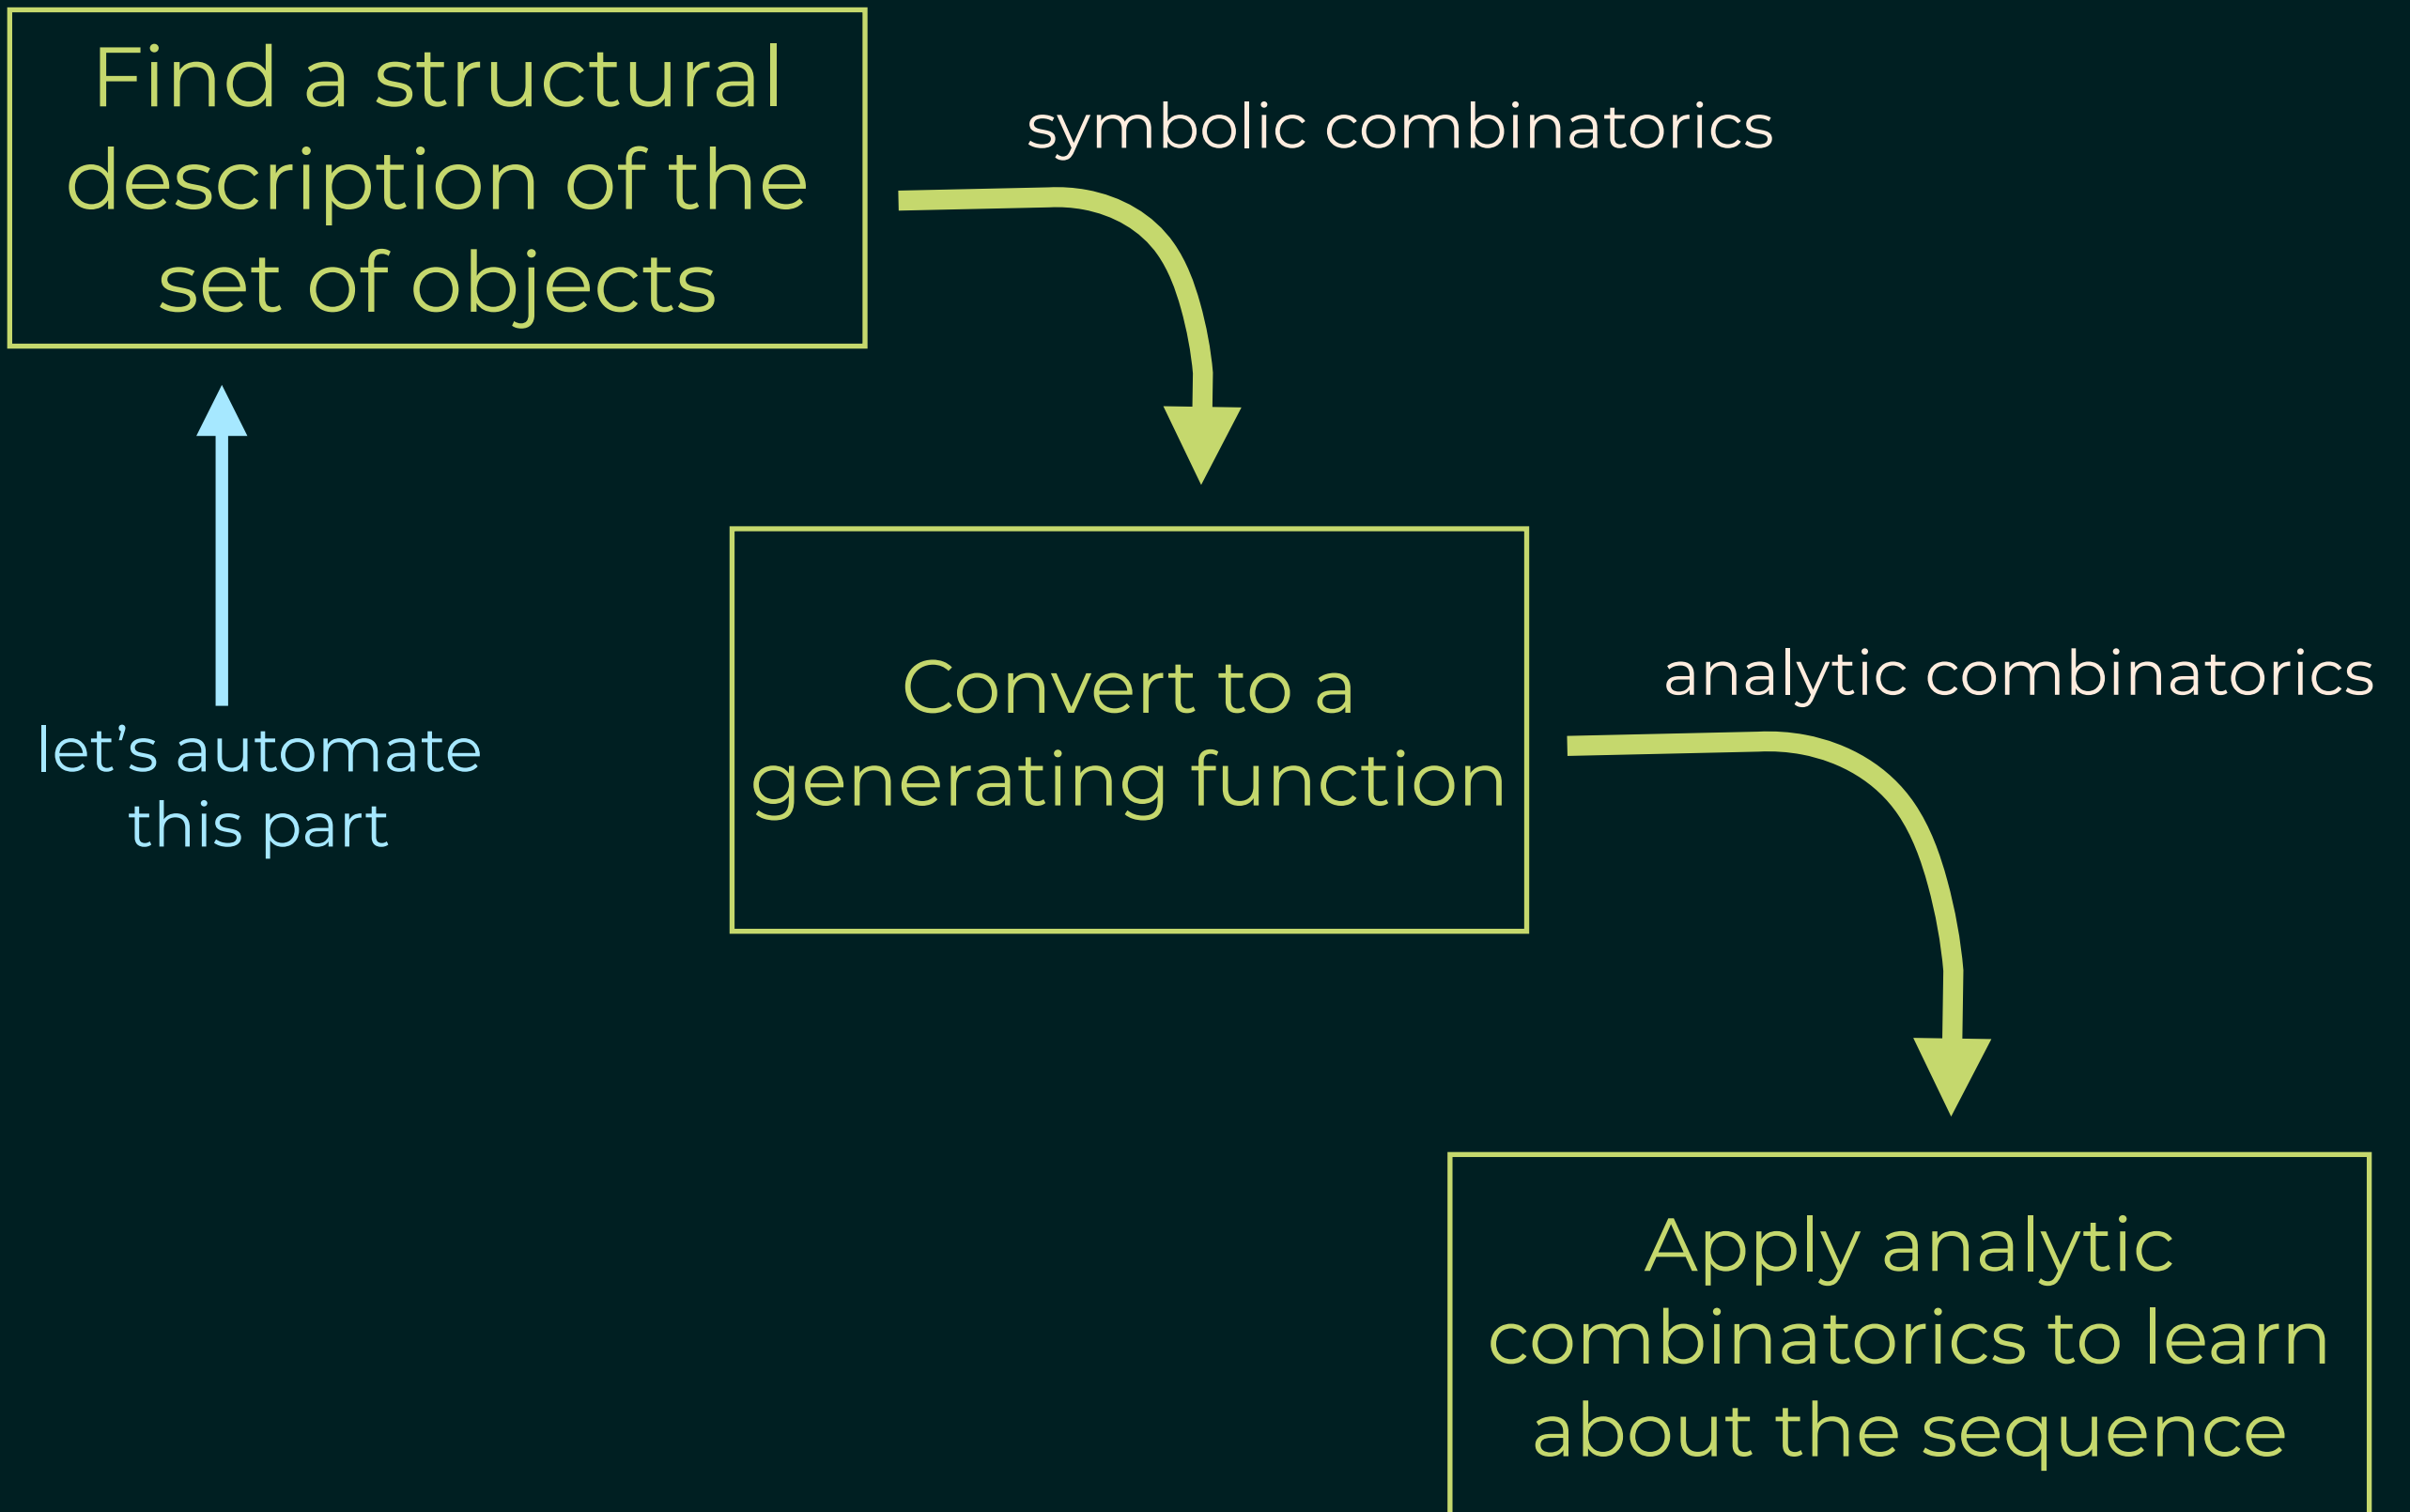 Find a structural
description of the
set of objects
symbolic combinatorics
let’s automate
this part
Convert to a
generating function
analytic combinatorics
Apply analytic
combinatorics to learn
about the sequence